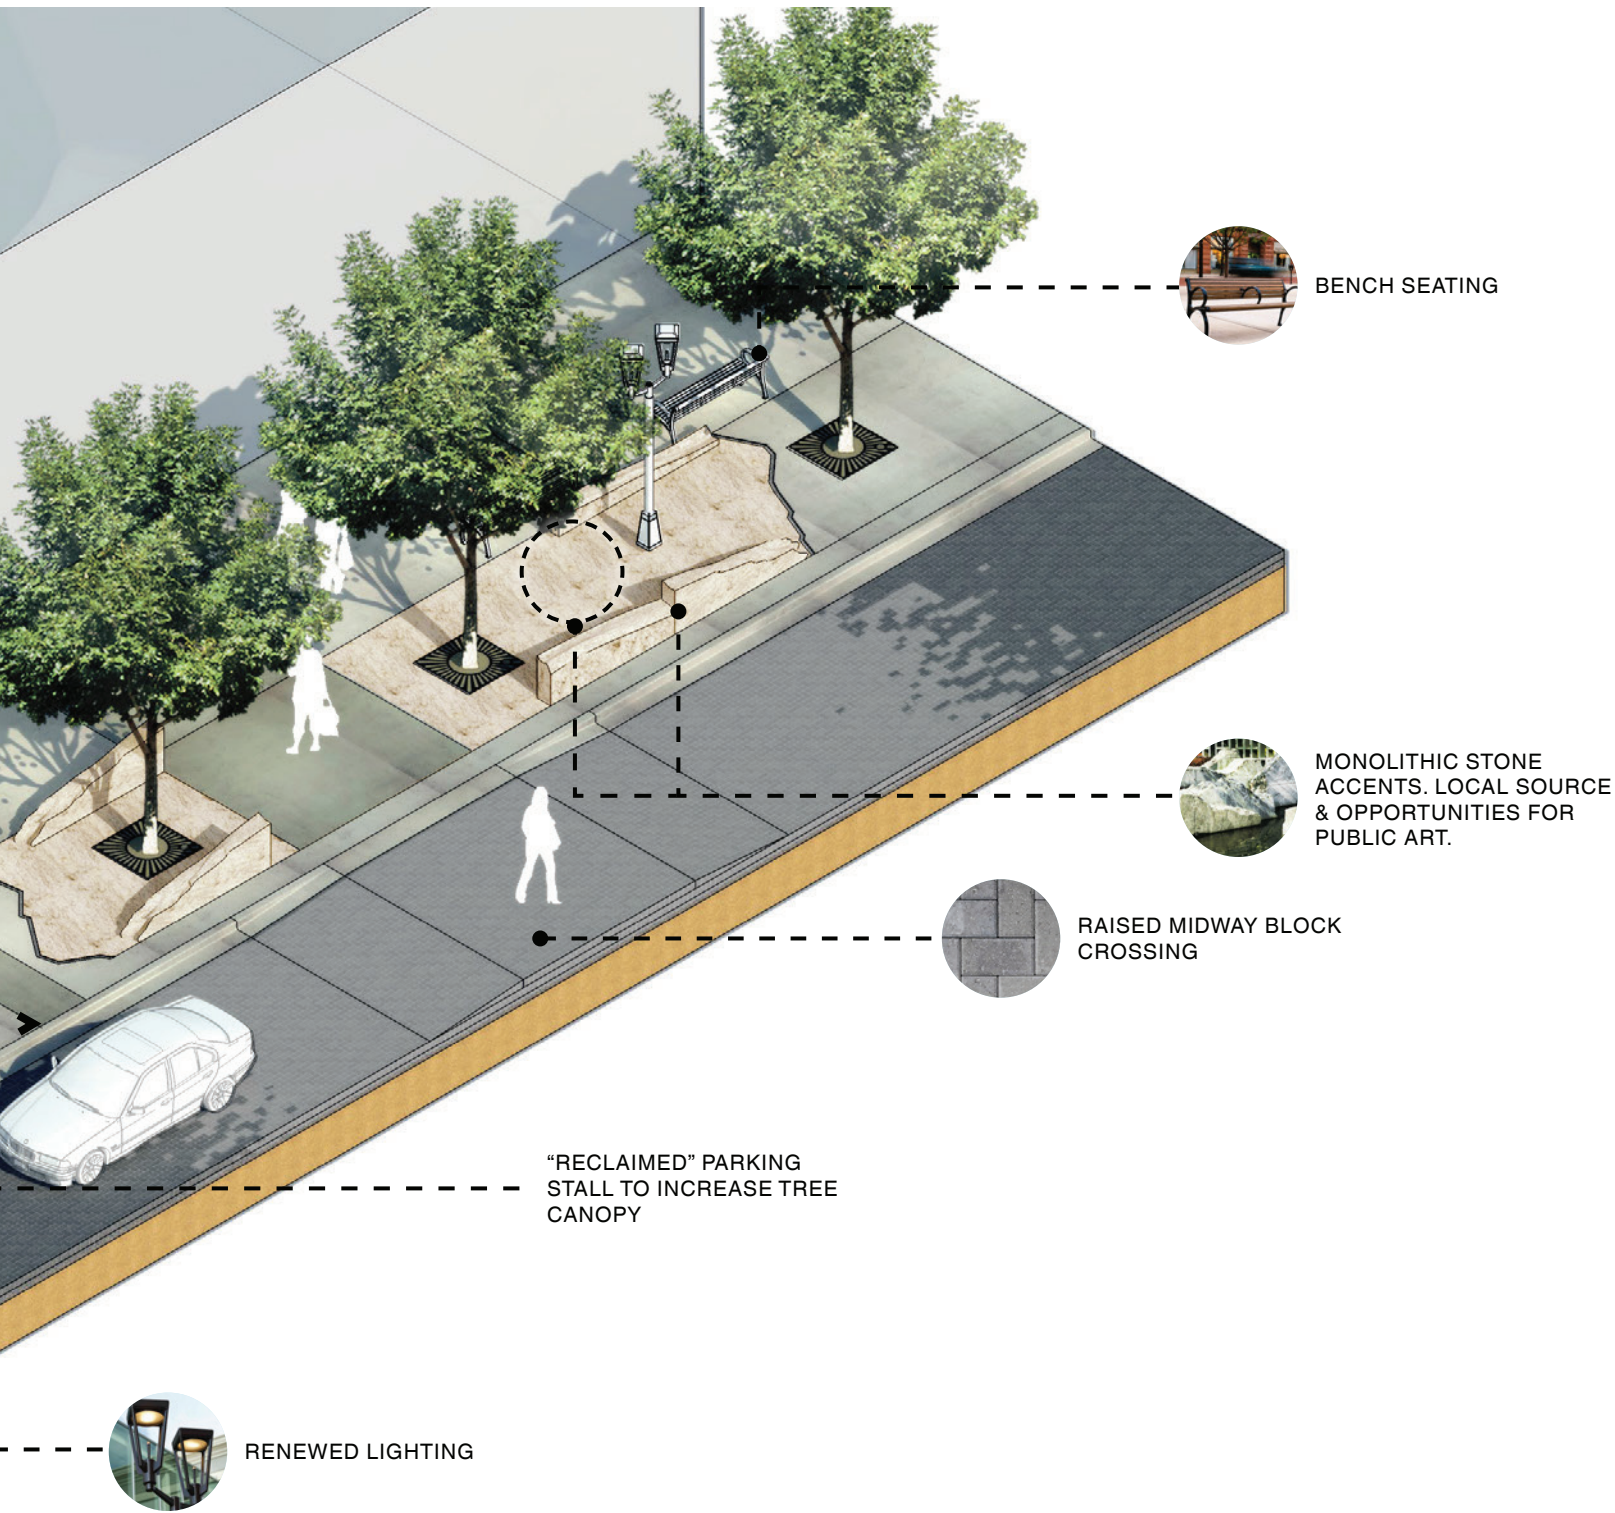 BENCH SEATING
MONOLITHIC STONE
ACCENTS. LOCAL SOURCE
& OPPORTUNITIES FOR
PUBLIC ART.
RAISED MIDWAY BLOCK
CROSSING
“RECLAIMED” PARKING
STALL TO INCREASE TREE
CANOPY
RENEWED LIGHTING